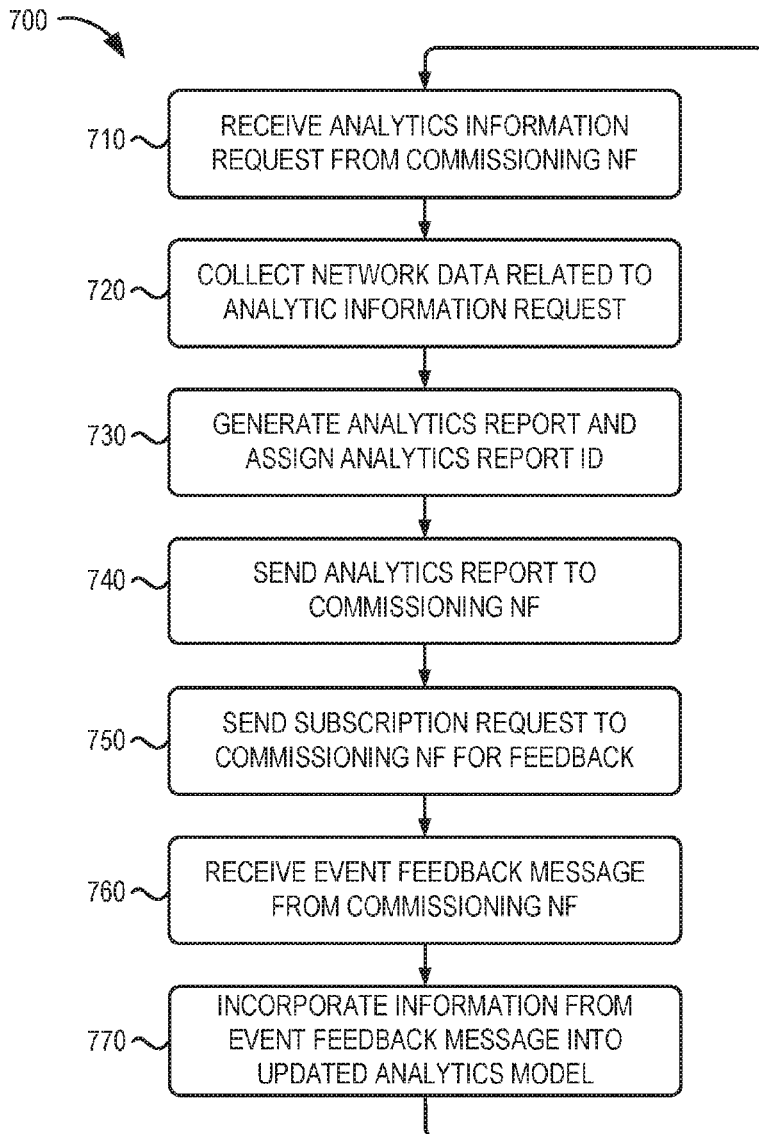 700
710
RECEIVE ANALYTICS INFORMATION
REQUEST FROM COMMISSIONING NF
720
COLLECT NETWORK DATA RELATED TO
ANALYTIC INFORMATION REQUEST
730
GENERATE ANALYTICS REPORT AND
ASSIGN ANALYTICS REPORT ID
740
SEND ANALYTICS REPORT TO
COMMISSIONING NF
750
SEND SUBSCRIPTION REQUEST TO
COMMISSIONING NF FOR FEEDBACK
760
RECEIVE EVENT FEEDBACK MESSAGE
FROM COMMISSIONING NF
770
INCORPORATE INFORMATION FROM
EVENT FEEDBACK MESSAGE INTO
UPDATED ANALYTICS MODEL